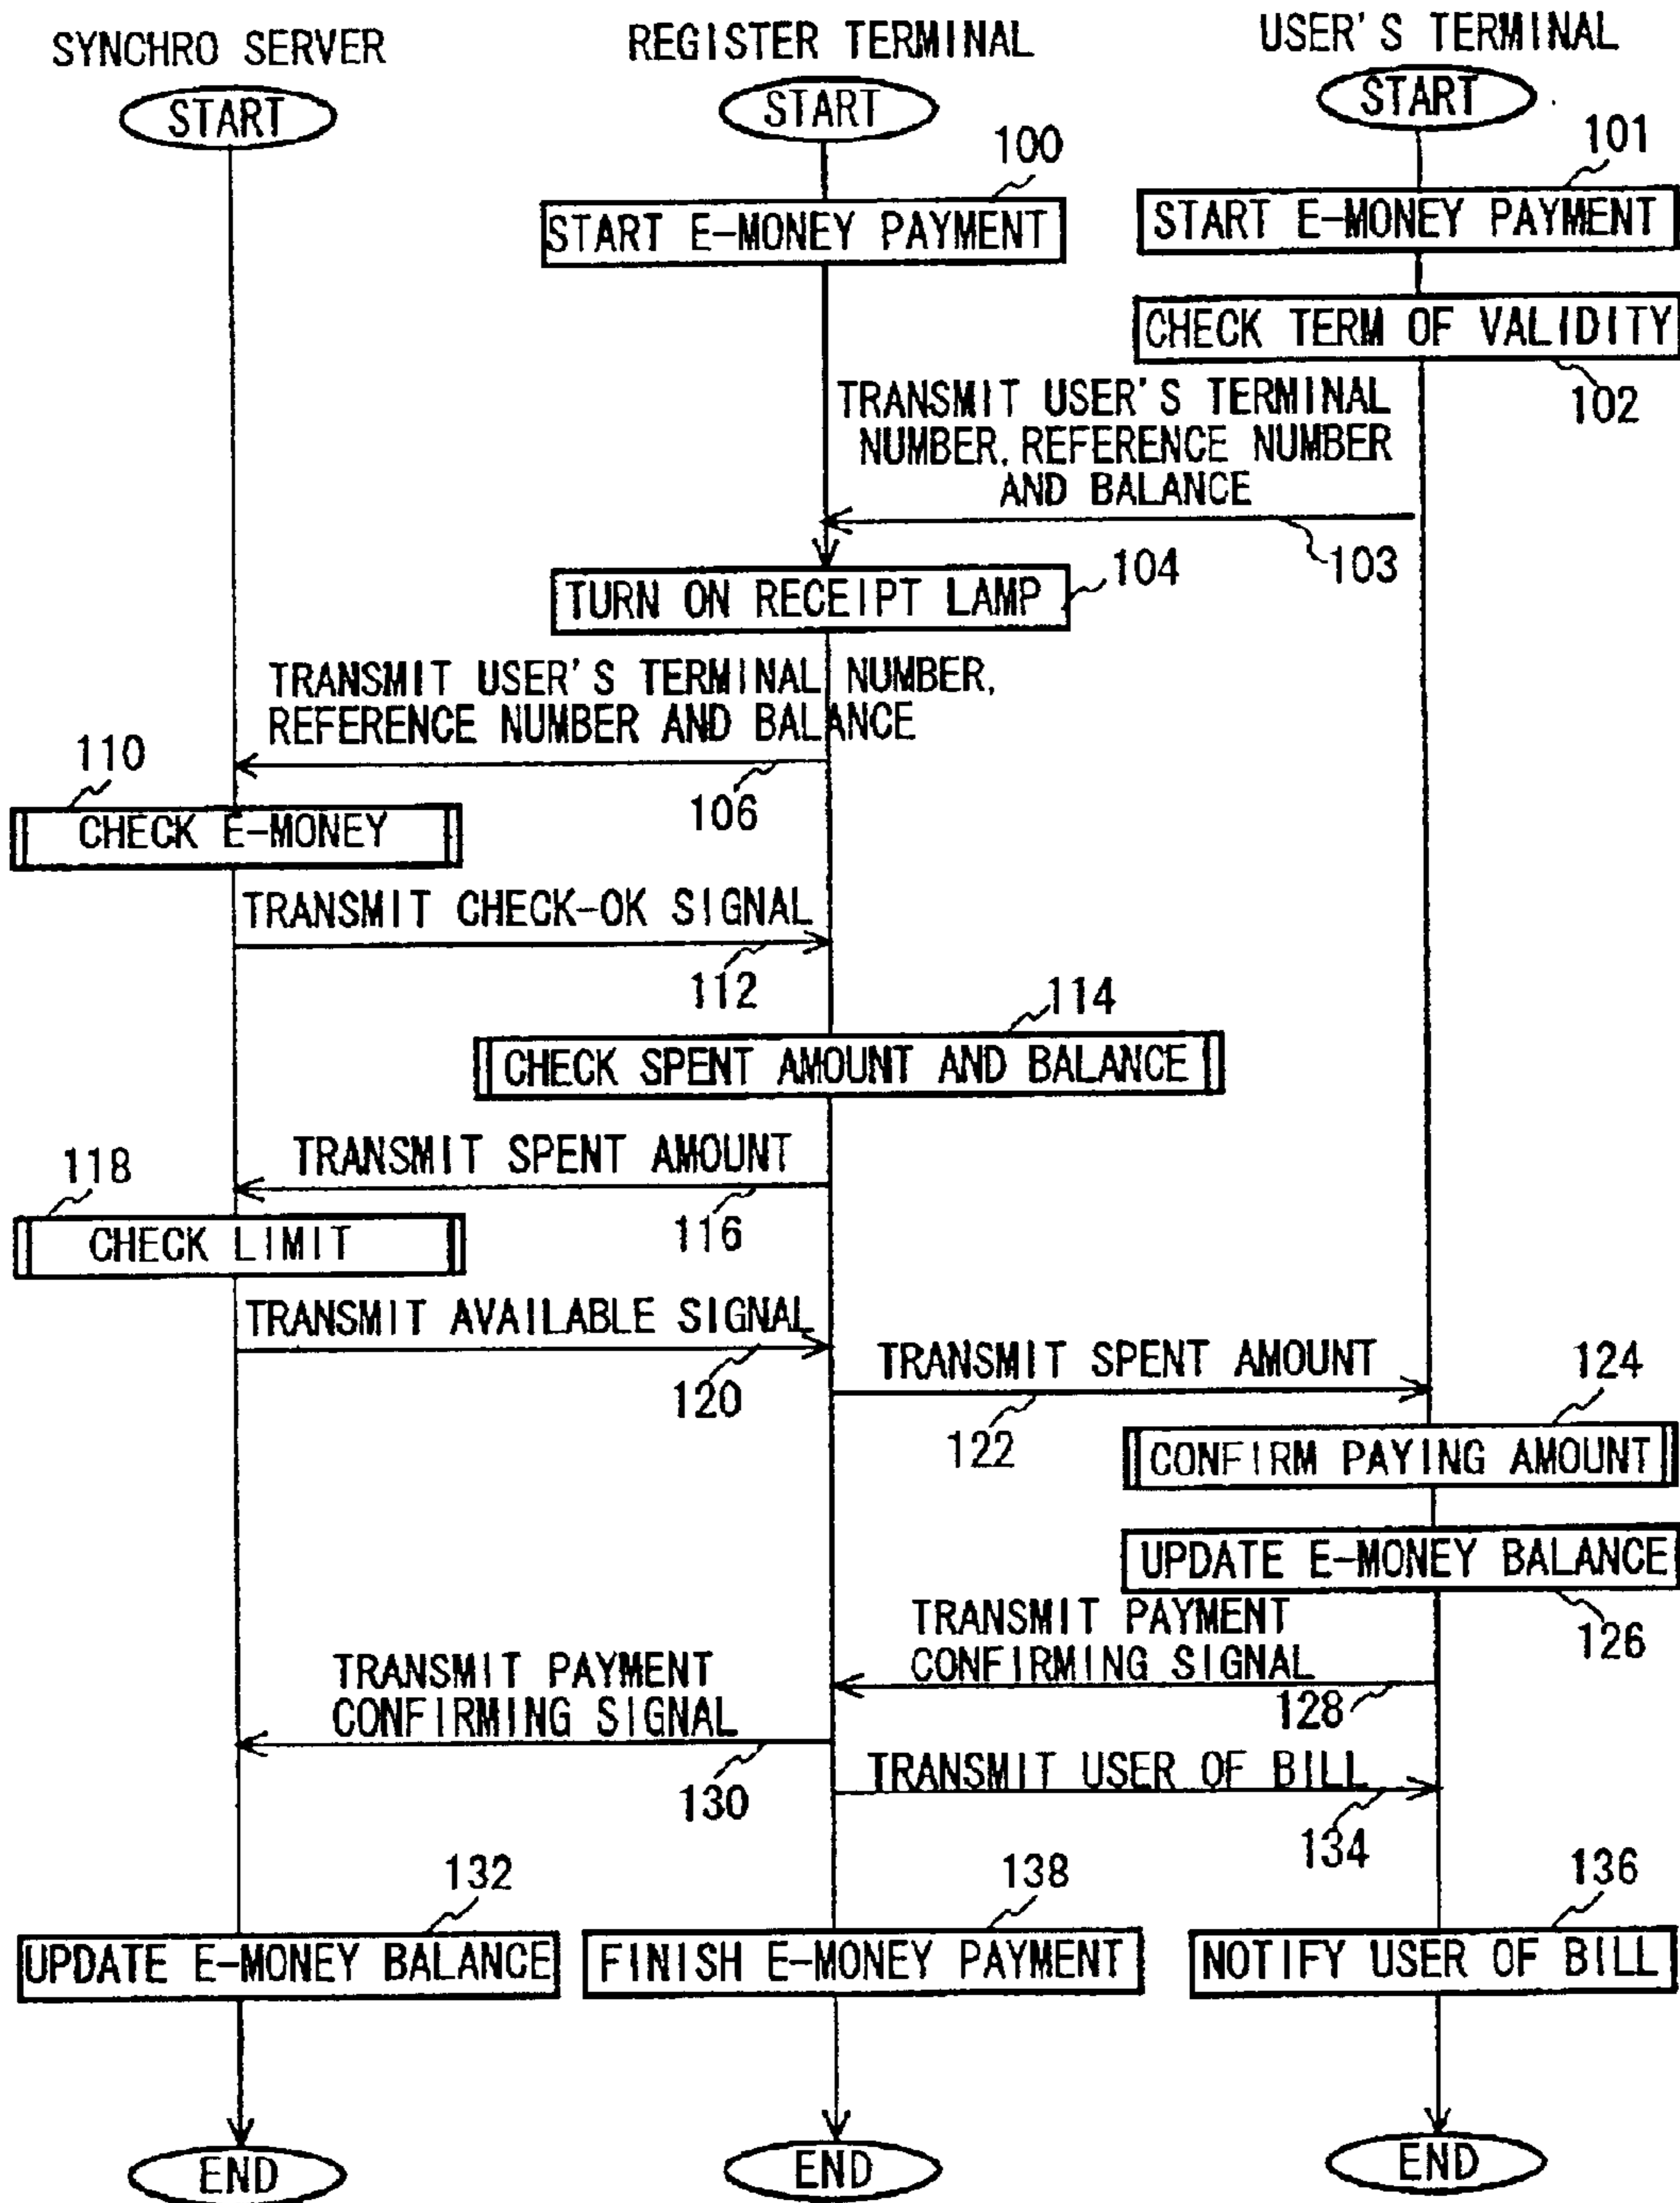 SYNCHRO SERVER
REGISTER TERMINAL
USER'S TERMINAL
START
START
START
100
101
START E-MONEY PAYMENT
START E-MONEY PAYMENT
CHECK TERM OF VALIDITY
102
TRANSMIT USER'S TERMINAL
NUMBER, REFERENCE NUMBER
AND BALANCE
103
104
TURN ON RECEIPT LAMP
TRANSMIT USER'S TERMINAL NUMBER,
REFERENCE NUMBER AND BALANCE
110
106
CHECK E-MONEY
TRANSMIT CHECK-OK SIGNAL
112
114
CHECK SPENT AMOUNT AND BALANCE
TRANSMIT SPENT AMOUNT
118
116
CHECK LIMIT
TRANSMIT AVAILABLE SIGNAL
120
TRANSMIT SPENT AMOUNT
122
124
CONFIRM PAYING AMOUNT
UPDATE E-MONEY BALANCE
126
TRANSMIT PAYMENT
CONFIRMING SIGNAL
128
TRANSMIT PAYMENT
CONFIRMING SIGNAL
130
TRANSMIT USER OF BILL
134
132
138
136
UPDATE E-MONEY BALANCE
FINISH E-MONEY PAYMENT
NOTIFY USER OF BILL
END
END
END